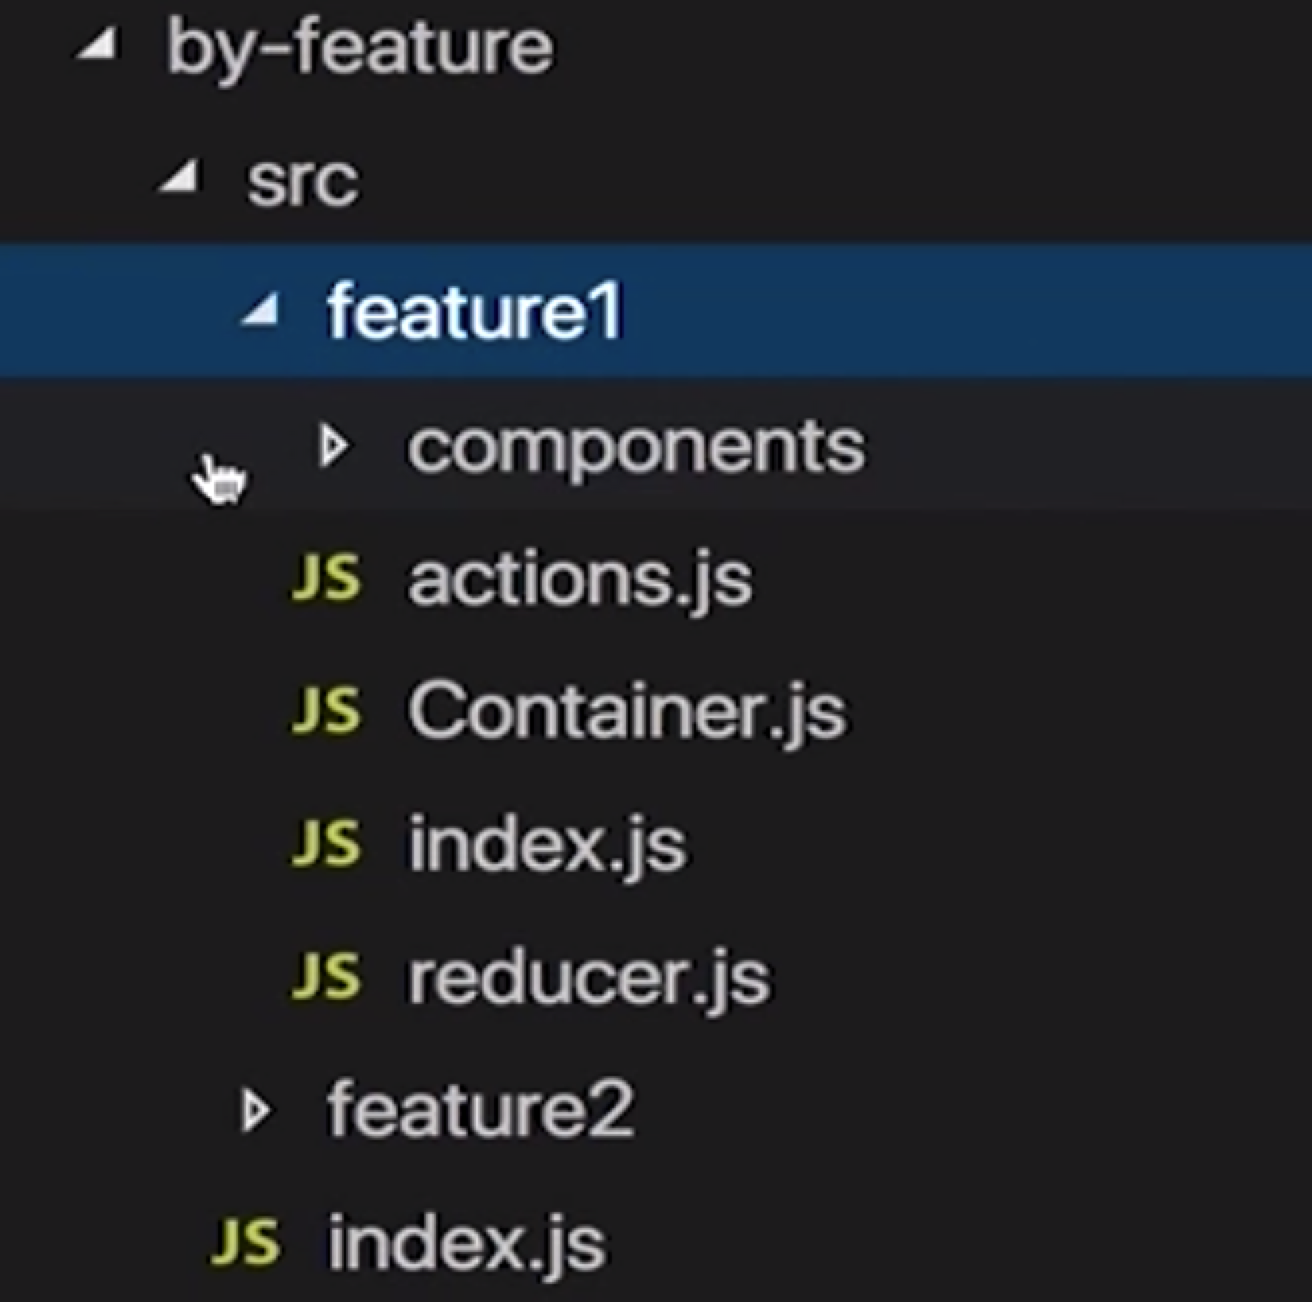 by-feature
src
feature1
components
JS actions.js
JS Container.js
JS index.js
JS reducer.js
feature2
JS index.js